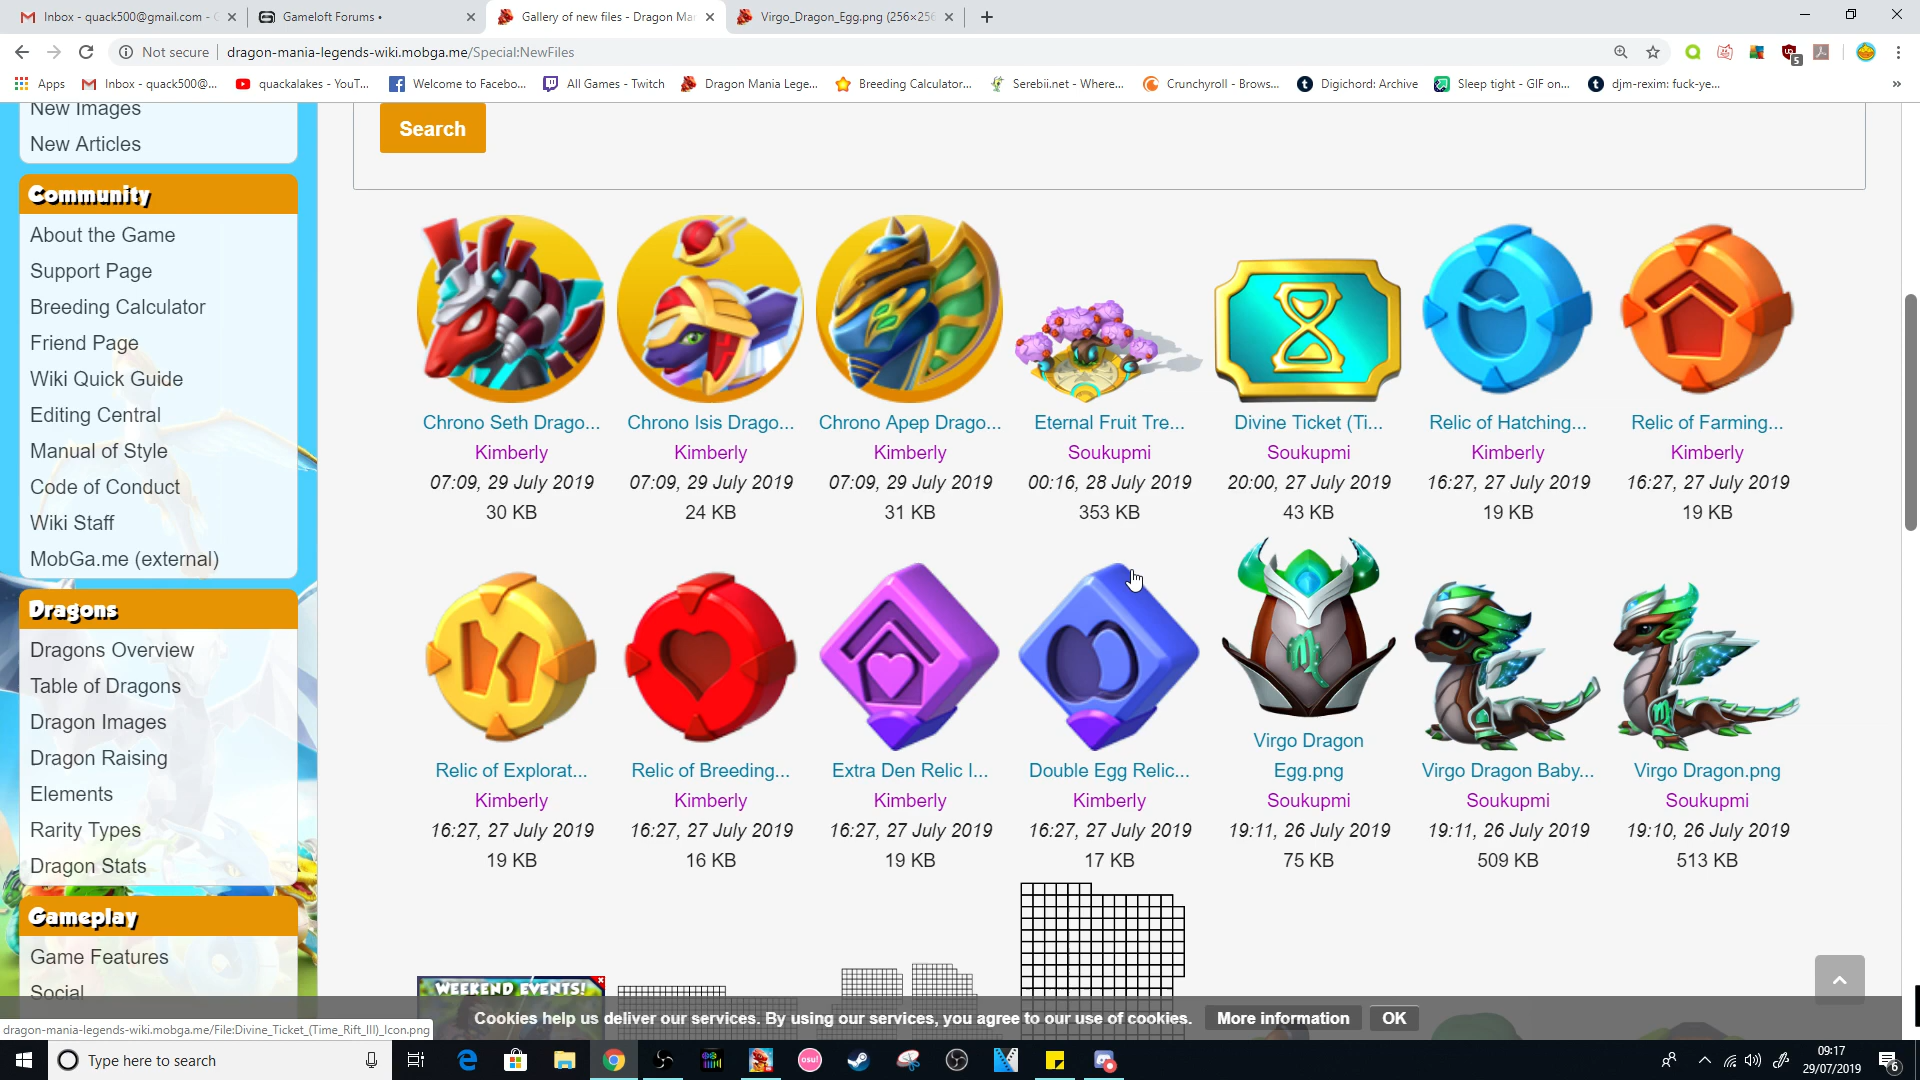 Inbox - quack500@gmail.com - G
Gameloft Forums •
Gallery of new files - Dragon Ma
Virgo_Dragon_Egg.png (256×256
Not secure
dragon-mania-legends-wiki.mobga.me/Special:NewFiles
5
Apps
Inbox - quack500@...
quackalakes - YouT...
Welcome to Facebo...
All Games - Twitch
Dragon Mania Lege...
Breeding Calculator...
Serebii.net - Where...
Crunchyroll - Brows...
Digichord: Archive
Sleep tight - GIF on...
djm-rexim: fuck-ye...
»
New Images
New Articles
Community
About the Game
Support Page
Breeding Calculator
Friend Page
Wiki Quick Guide
Editing Central
Manual of Style
Code of Conduct
Wiki Staff
MobGa.me (external)
Dragons
Dragons Overview
Table of Dragons
Dragon Images
Dragon Raising
Elements
Rarity Types
Dragon Stats
Gameplay
Game Features
Social
Search
Chrono Seth Drago...
Kimberly
07:09, 29 July 2019
30 KB
Chrono Isis Drago...
Kimberly
07:09, 29 July 2019
24 KB
Chrono Apep Drago...
Kimberly
07:09, 29 July 2019
31 KB
Eternal Fruit Tre...
Soukupmi
00:16, 28 July 2019
353 KB
Divine Ticket (Ti...
Soukupmi
20:00, 27 July 2019
43 KB
Relic of Hatching...
Kimberly
16:27, 27 July 2019
19 KB
Relic of Farming...
Kimberly
16:27, 27 July 2019
19 KB
Relic of Explorat...
Kimberly
16:27, 27 July 2019
19 KB
Relic of Breeding...
Kimberly
16:27, 27 July 2019
16 KB
Extra Den Relic I...
Kimberly
16:27, 27 July 2019
19 KB
Double Egg Relic...
Kimberly
16:27, 27 July 2019
17 KB
Virgo Dragon
Egg.png
Soukupmi
19:11, 26 July 2019
75 KB
Virgo Dragon Baby...
Soukupmi
19:11, 26 July 2019
509 KB
Virgo Dragon.png
Soukupmi
19:10, 26 July 2019
513 KB
WEEKEND EVENTS!
Cookies help us deliver our services. By using our services, you agree to our use of cookies.
More information
OK
dragon-mania-legends-wiki.mobga.me/File:Divine_Ticket_(Time_Rift_III)_Icon.png
Type here to search
osu!
09:17
29/07/2019
6